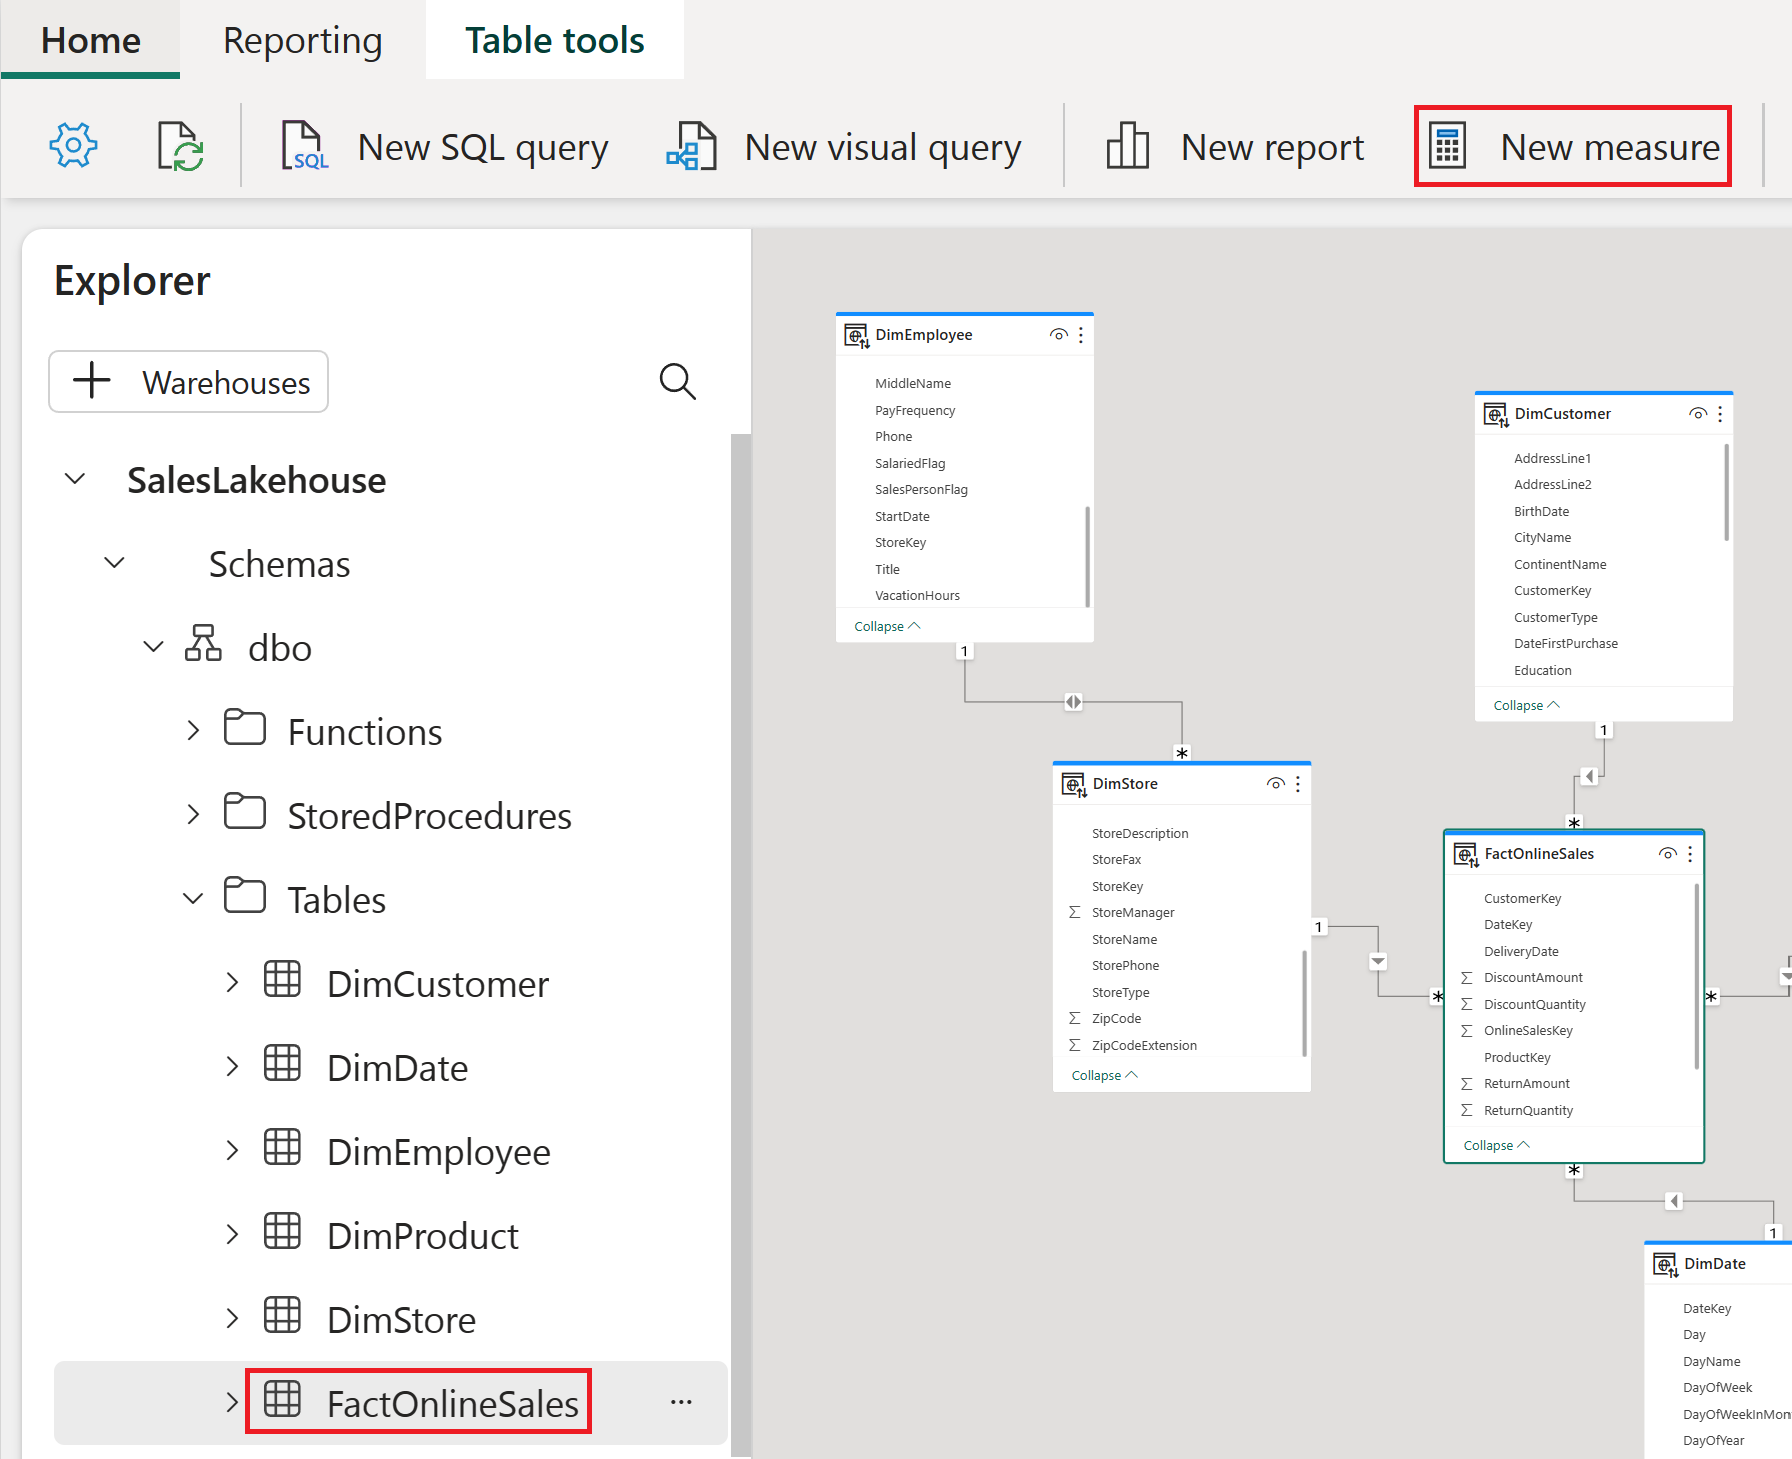 Home
Reporting
Table tools
SQL
New SQL query
New visual query
New report
New measure
Explorer
Warehouses
SalesLakehouse
Schemas
dbo
Functions
StoredProcedures
Tables
DimCustomer
DimDate
DimEmployee
DimProduct
DimStore
FactOnlineSales
...
DimEmployee
MiddleName
PayFrequency
Phone
SalariedFlag
SalesPersonFlag
StartDate
StoreKey
Title
VacationHours
Collapse
1
*
DimStore
StoreDescription
StoreFax
StoreKey
Σ StoreManager
StoreName
StorePhone
StoreType
Σ ZipCode
Σ ZipCodeExtension
Collapse
1
*
DimCustomer
AddressLine1
AddressLine2
BirthDate
CityName
ContinentName
CustomerKey
CustomerType
DateFirstPurchase
Education
Collapse
1
*
FactOnlineSales
CustomerKey
DateKey
DeliveryDate
Σ DiscountAmount
Σ DiscountQuantity
Σ OnlineSalesKey
ProductKey
Σ ReturnAmount
Σ ReturnQuantity
Collapse
*
*
1
DimDate
DateKey
Day
DayName
DayOfWeek
DayOfWeekInMon
DayOfYear